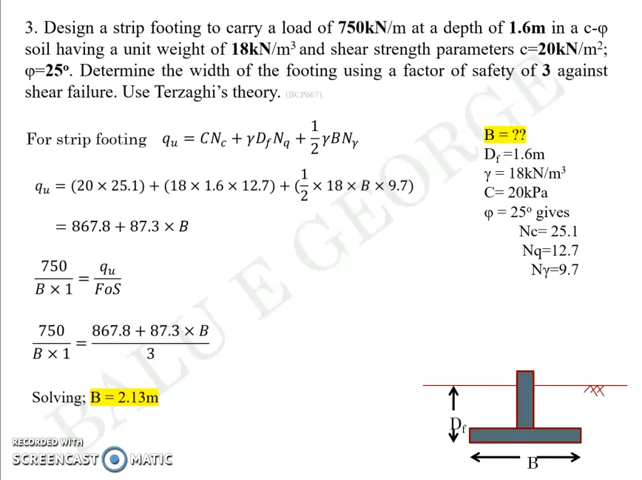 3. Design a strip footing to carry a load of 750kN/m at a depth of 1.6m in a c-φ
soil having a unit weight of 18kN/m³ and shear strength parameters c=20kN/m²;
φ=25°. Determine the width of the footing using a factor of safety of 3 against
shear failure. Use Terzaghi's theory. (BCP667).
For strip footing q_u = CN_c + γD_fN_q + 1/2 γBN_γ
q_u = (20 × 25.1) + (18 × 1.6 × 12.7) + (1/2 × 18 × B × 9.7)
= 867.8 + 87.3 × B
750/(B × 1) = q_u/FoS
750/(B × 1) = (867.8 + 87.3 × B)/3
Solving; B = 2.13m
B = ??
D_f =1.6m
γ = 18kN/m³
C= 20kPa
φ = 25° gives
Nc= 25.1
Nq=12.7
Nγ=9.7
D_f
B
BALU E GEORGE
RECORDED WITH
SCREENCAST MATIC